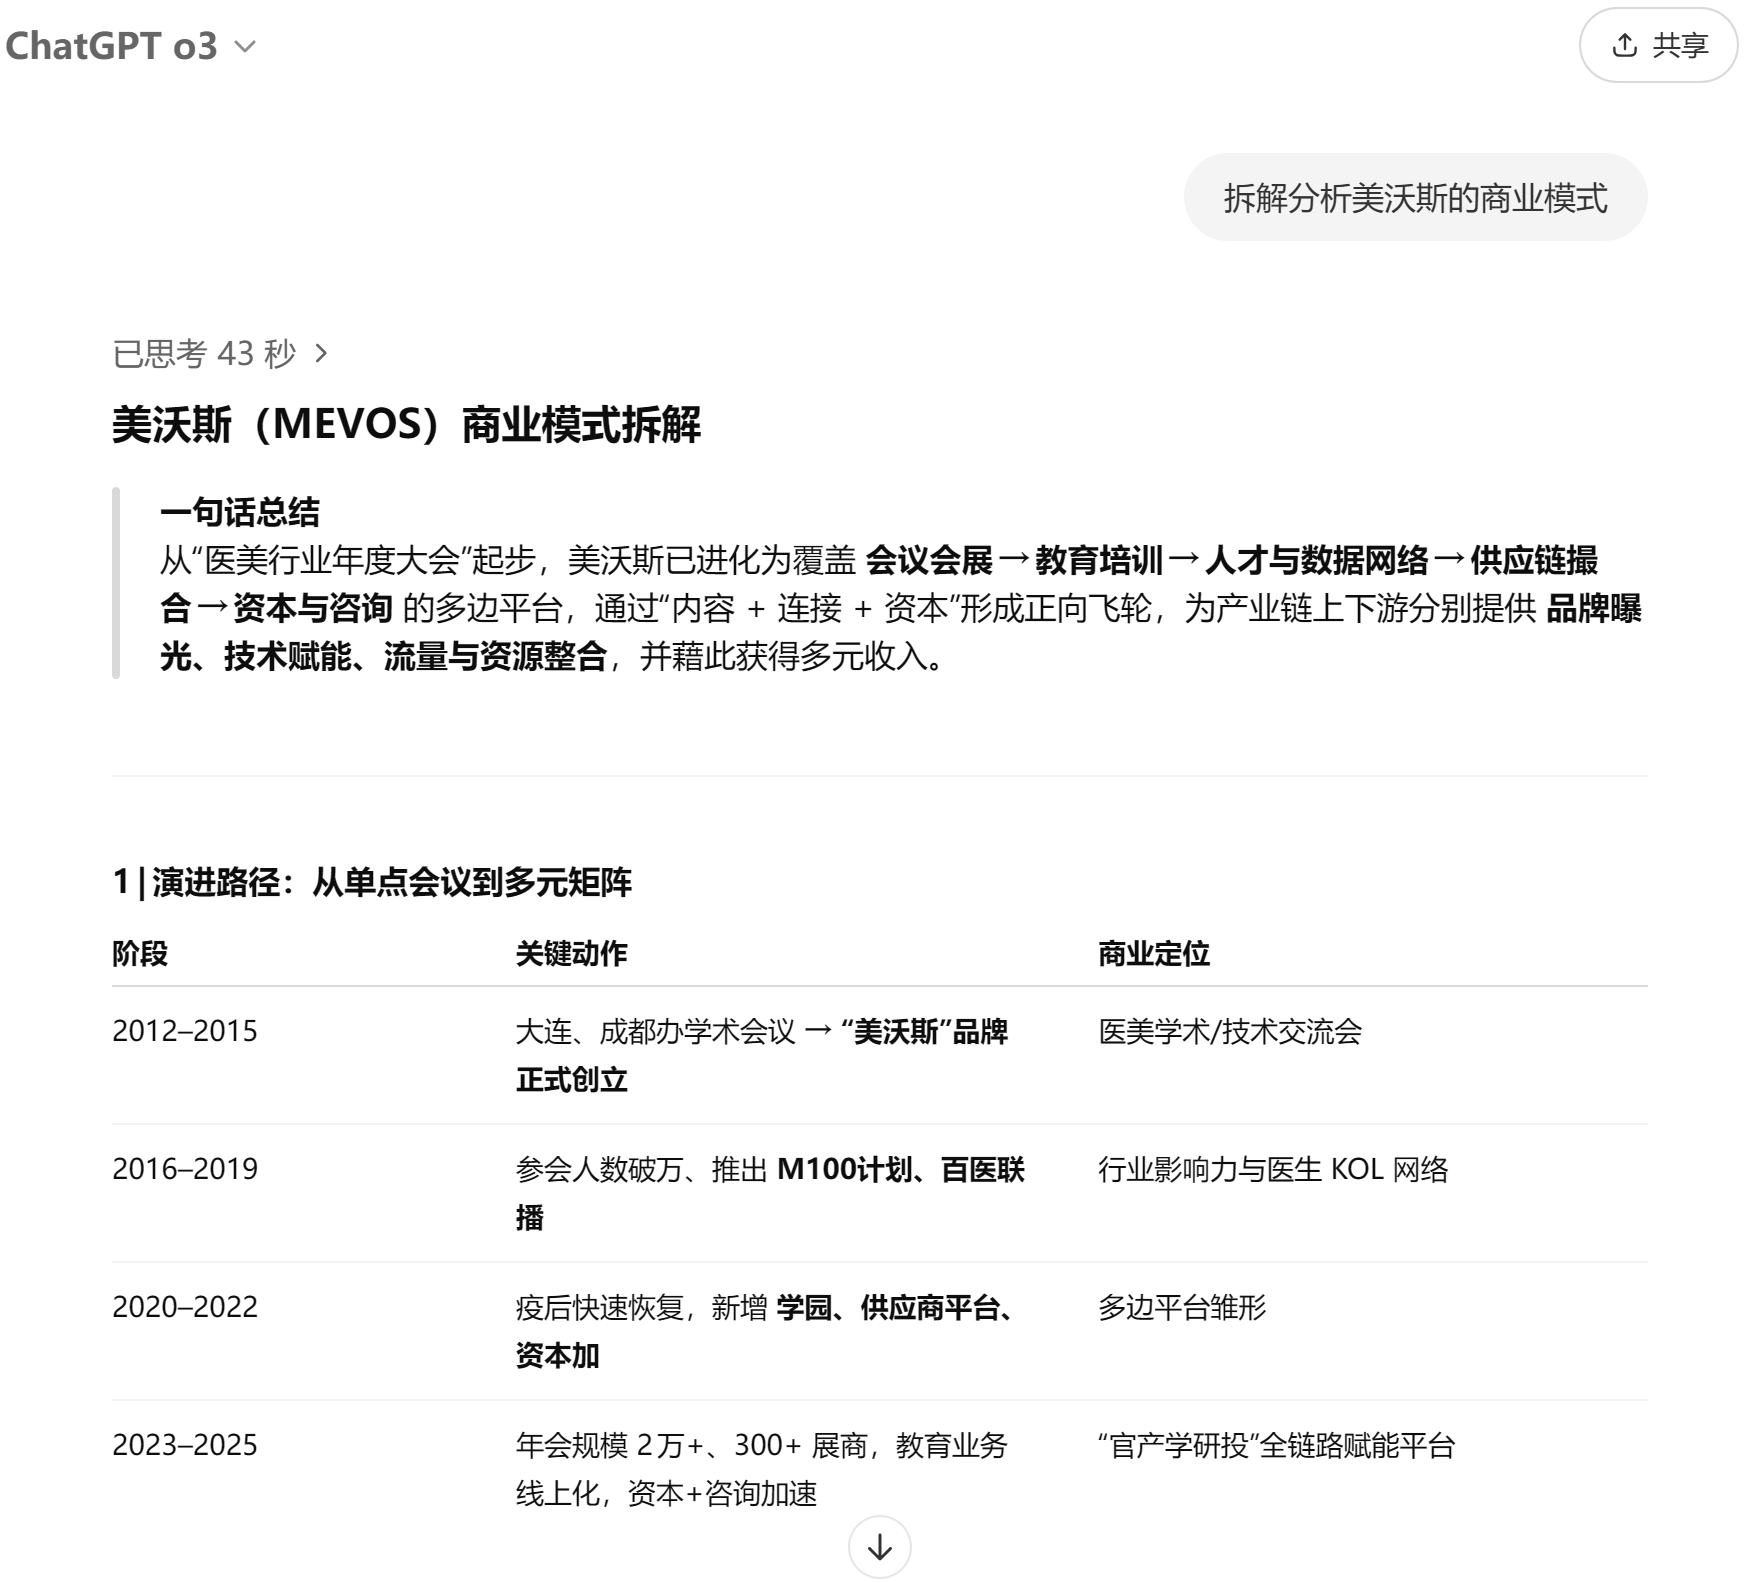 ChatGPT o3
共享
拆解分析美沃斯的商业模式
已思考 43 秒
美沃斯（MEVOS）商业模式拆解
一句话总结
从“医美行业年度大会”起步，美沃斯已进化为覆盖 会议会展→教育培训→人才与数据网络→供应链撮
合→资本与咨询 的多边平台，通过“内容 + 连接 + 资本”形成正向飞轮，为产业链上下游分别提供 品牌曝
光、技术赋能、流量与资源整合，并藉此获得多元收入。
1 | 演进路径：从单点会议到多元矩阵
阶段 关键动作 商业定位
2012–2015 大连、成都办学术会议 → “美沃斯”品牌 医美学术/技术交流会
正式创立
2016–2019 参会人数破万、推出 M100计划、百医联 行业影响力与医生 KOL 网络
播
2020–2022 疫后快速恢复，新增 学园、供应商平台、 多边平台雏形
资本加
2023–2025 年会规模 2万+、300+ 展商，教育业务 “官产学研投”全链路赋能平台
线上化，资本+咨询加速